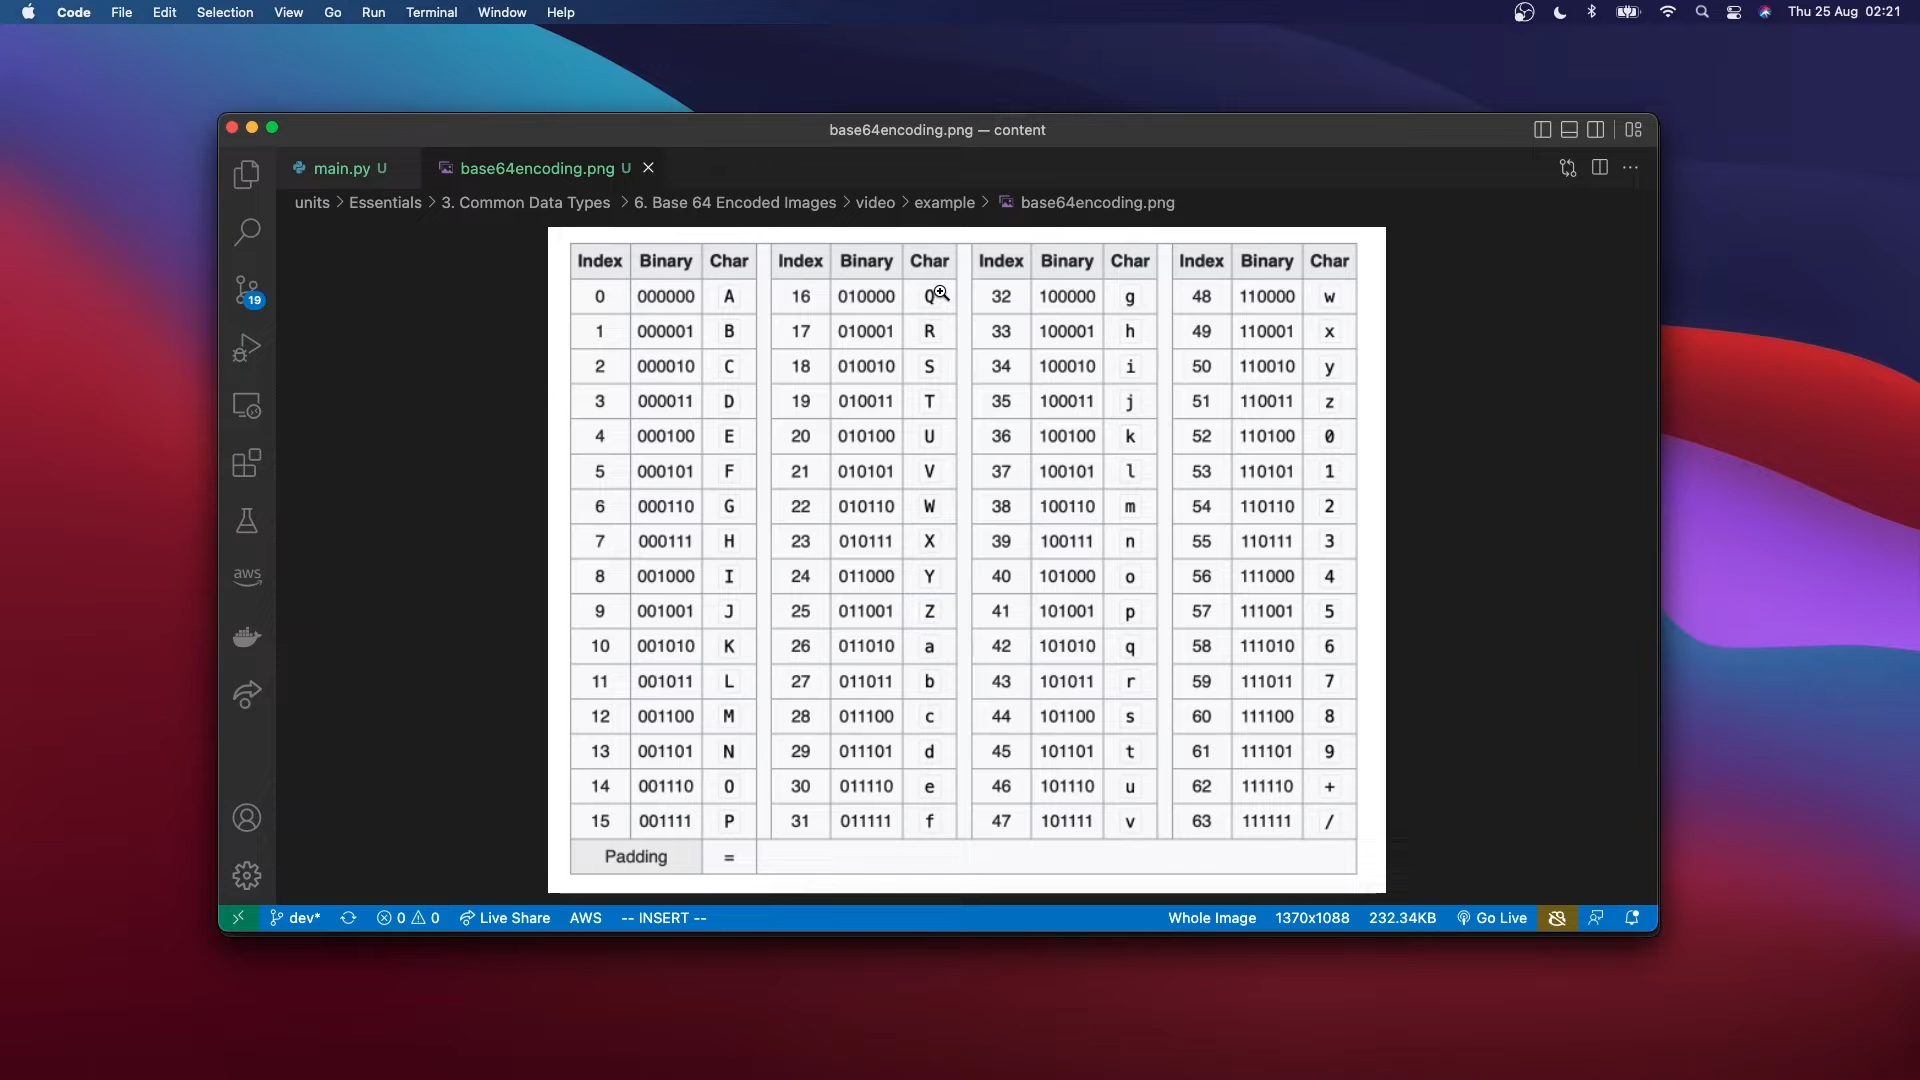 Code File Edit Selection View Go Run Terminal Window Help Thu 25 Aug 02:21
base64encoding.png — content
main.py U base64encoding.png U
units > Essentials > 3. Common Data Types > 6. Base 64 Encoded Images > video > example > base64encoding.png
19
aws
Index Binary Char Index Binary Char Index Binary Char Index Binary Char
0 000000 A 16 010000 Q 32 100000 g 48 110000 w
1 000001 B 17 010001 R 33 100001 h 49 110001 x
2 000010 C 18 010010 S 34 100010 i 50 110010 y
3 000011 D 19 010011 T 35 100011 j 51 110011 z
4 000100 E 20 010100 U 36 100100 k 52 110100 0
5 000101 F 21 010101 V 37 100101 l 53 110101 1
6 000110 G 22 010110 W 38 100110 m 54 110110 2
7 000111 H 23 010111 X 39 100111 n 55 110111 3
8 001000 I 24 011000 Y 40 101000 o 56 111000 4
9 001001 J 25 011001 Z 41 101001 p 57 111001 5
10 001010 K 26 011010 a 42 101010 q 58 111010 6
11 001011 L 27 011011 b 43 101011 r 59 111011 7
12 001100 M 28 011100 c 44 101100 s 60 111100 8
13 001101 N 29 011101 d 45 101101 t 61 111101 9
14 001110 O 30 011110 e 46 101110 u 62 111110 +
15 001111 P 31 011111 f 47 101111 v 63 111111 /
Padding =
dev* 0 0 Live Share AWS -- INSERT -- Whole Image 1370x1088 232.34KB Go Live